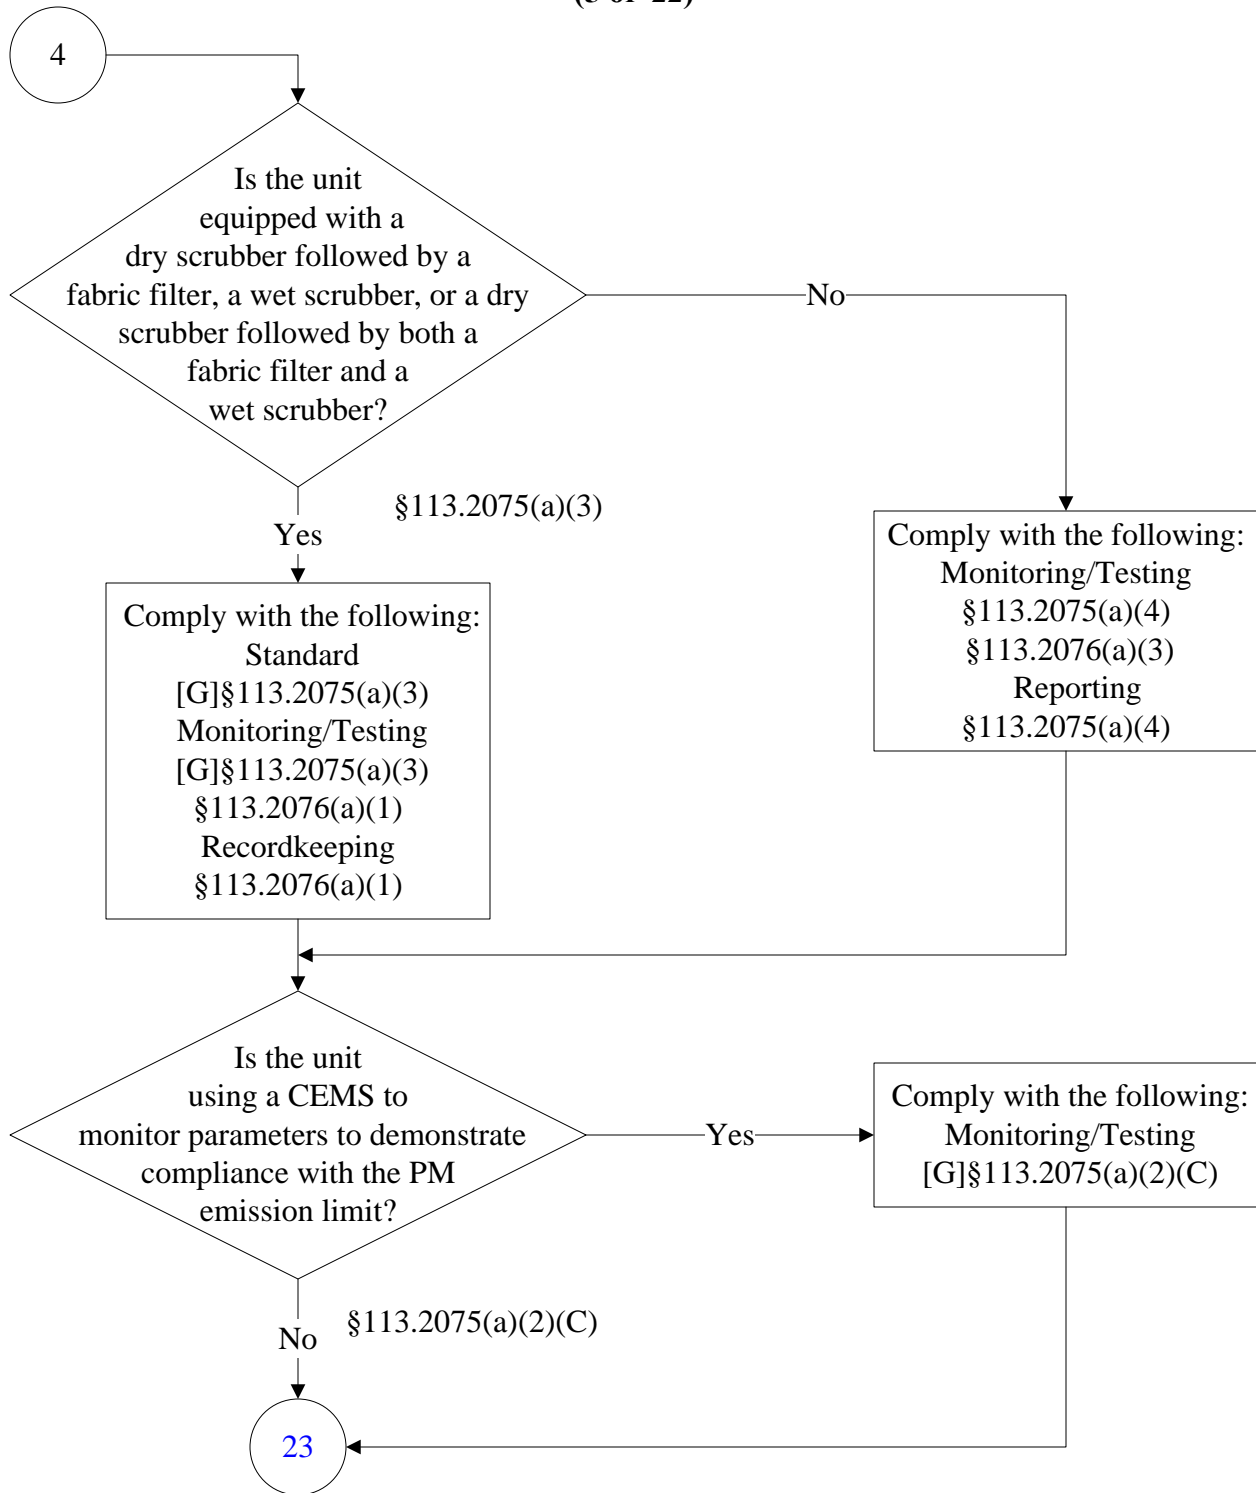 (5 of 22)
4
Is the unit
equipped with a
dry scrubber followed by a
fabric filter, a wet scrubber, or a dry
scrubber followed by both a
fabric filter and a
wet scrubber?
No
§113.2075(a)(3)
Yes
Comply with the following:
Standard
[G]§113.2075(a)(3)
Monitoring/Testing
[G]§113.2075(a)(3)
§113.2076(a)(1)
Recordkeeping
§113.2076(a)(1)
Comply with the following:
Monitoring/Testing
§113.2075(a)(4)
§113.2076(a)(3)
Reporting
§113.2075(a)(4)
Is the unit
using a CEMS to
monitor parameters to demonstrate
compliance with the PM
emission limit?
Yes
Comply with the following:
Monitoring/Testing
[G]§113.2075(a)(2)(C)
§113.2075(a)(2)(C)
No
23